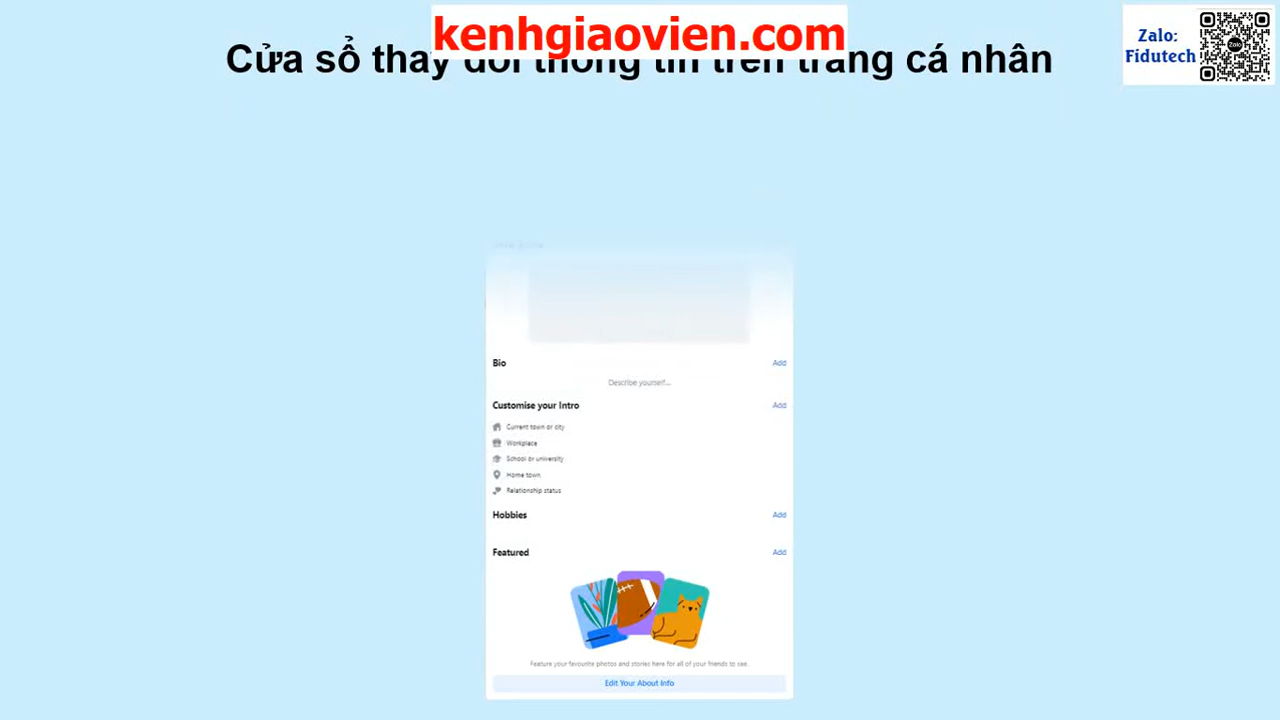 kenhgiaovien.com
Cửa sổ thay đổi thông tin trên trang cá nhân
Zalo:
Fidutech
Zalo
Bio
Add
Describe yourself...
Customise your Intro
Add
Current town or city
Workplace
School or university
Home town
Relationship status
Hobbies
Add
Featured
Add
Feature your favourite photos and stories here for all of your friends to see.
Edit Your About Info